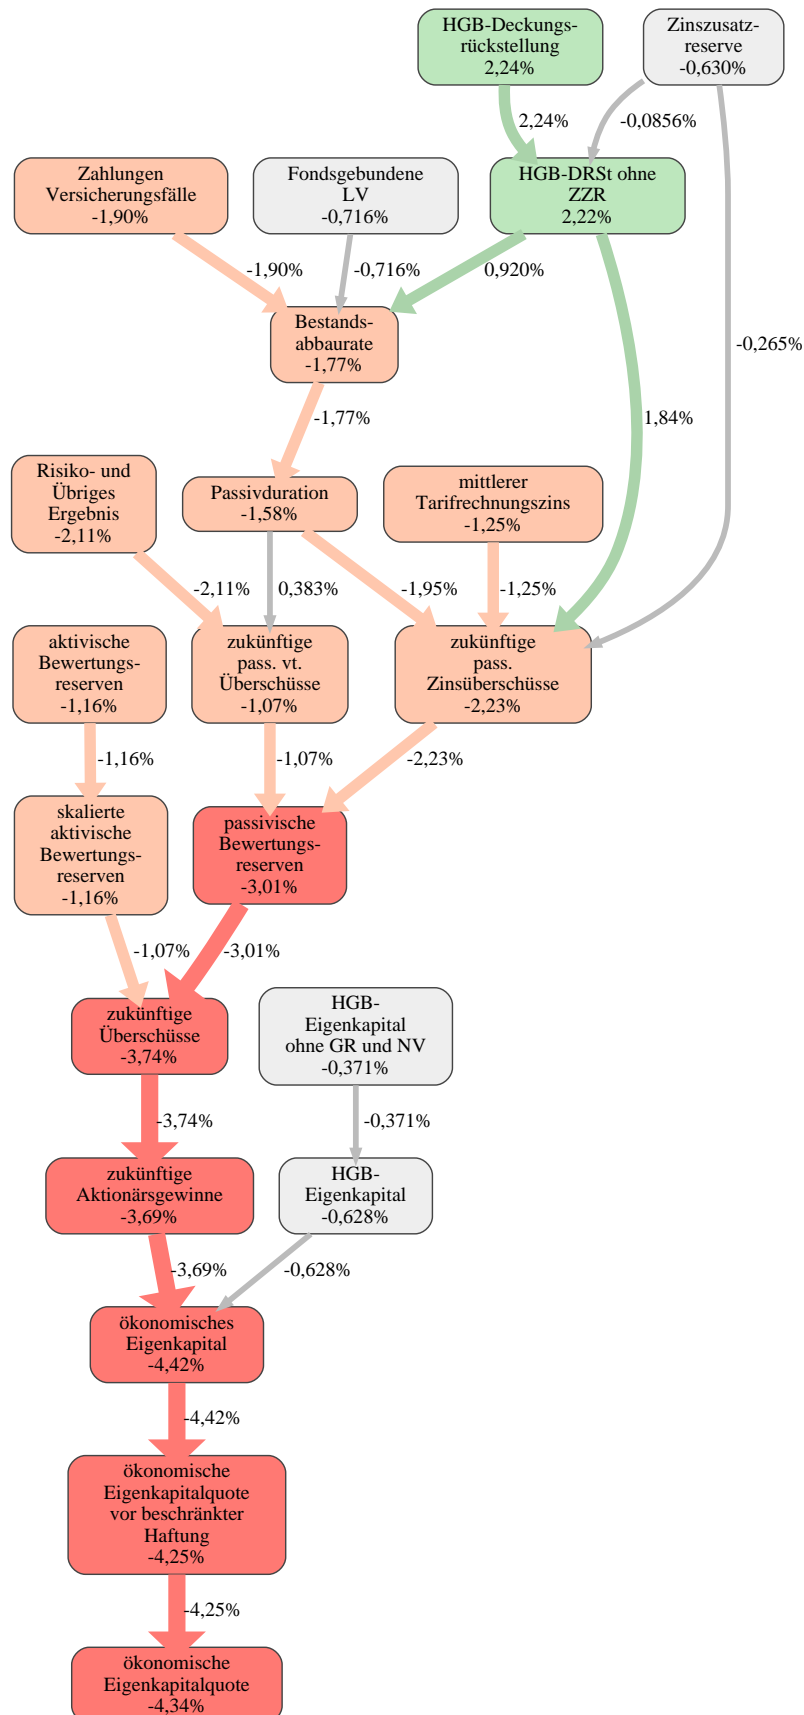 HGB-Deckungs-
rückstellung
2,24%
Zinszusatz-
reserve
-0,630%
2,24%
-0,0856%
Zahlungen
Versicherungsfälle
-1,90%
Fondsgebundene
LV
-0,716%
HGB-DRSt ohne
ZZR
2,22%
-1,90%
-0,716%
0,920%
-0,265%
Bestands-
abbaurate
-1,77%
-1,77%
1,84%
Risiko- und
Übriges
Ergebnis
-2,11%
Passivduration
-1,58%
mittlerer
Tarifrechnungszins
-1,25%
-2,11%
0,383%
-1,95%
-1,25%
aktivische
Bewertungs-
reserven
-1,16%
zukünftige
pass. vt.
Überschüsse
-1,07%
zukünftige
pass.
Zinsüberschüsse
-2,23%
-1,16%
-1,07%
-2,23%
skalierte
aktivische
Bewertungs-
reserven
-1,16%
passivische
Bewertungs-
reserven
-3,01%
-1,07%
-3,01%
zukünftige
Überschüsse
-3,74%
HGB-
Eigenkapital
ohne GR und NV
-0,371%
-3,74%
-0,371%
zukünftige
Aktionärsgewinne
-3,69%
HGB-
Eigenkapital
-0,628%
-3,69%
-0,628%
ökonomisches
Eigenkapital
-4,42%
-4,42%
ökonomische
Eigenkapitalquote
vor beschränkter
Haftung
-4,25%
-4,25%
ökonomische
Eigenkapitalquote
-4,34%